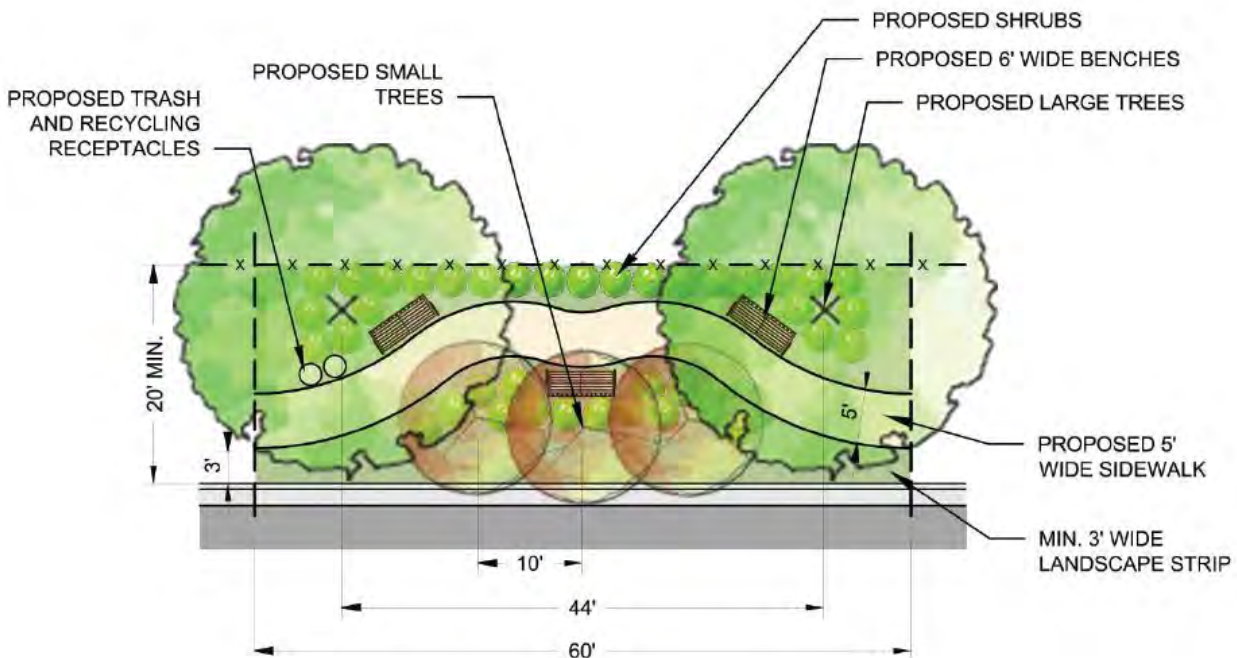 PROPOSED SHRUBS
PROPOSED 6' WIDE BENCHES
PROPOSED LARGE TREES
PROPOSED SMALL
TREES
PROPOSED TRASH
AND RECYCLING
RECEPTACLES
x x x x x x x x x x x x x x
20' MIN.
3'
5'
PROPOSED 5'
WIDE SIDEWALK
MIN. 3' WIDE
LANDSCAPE STRIP
10'
44'
60'